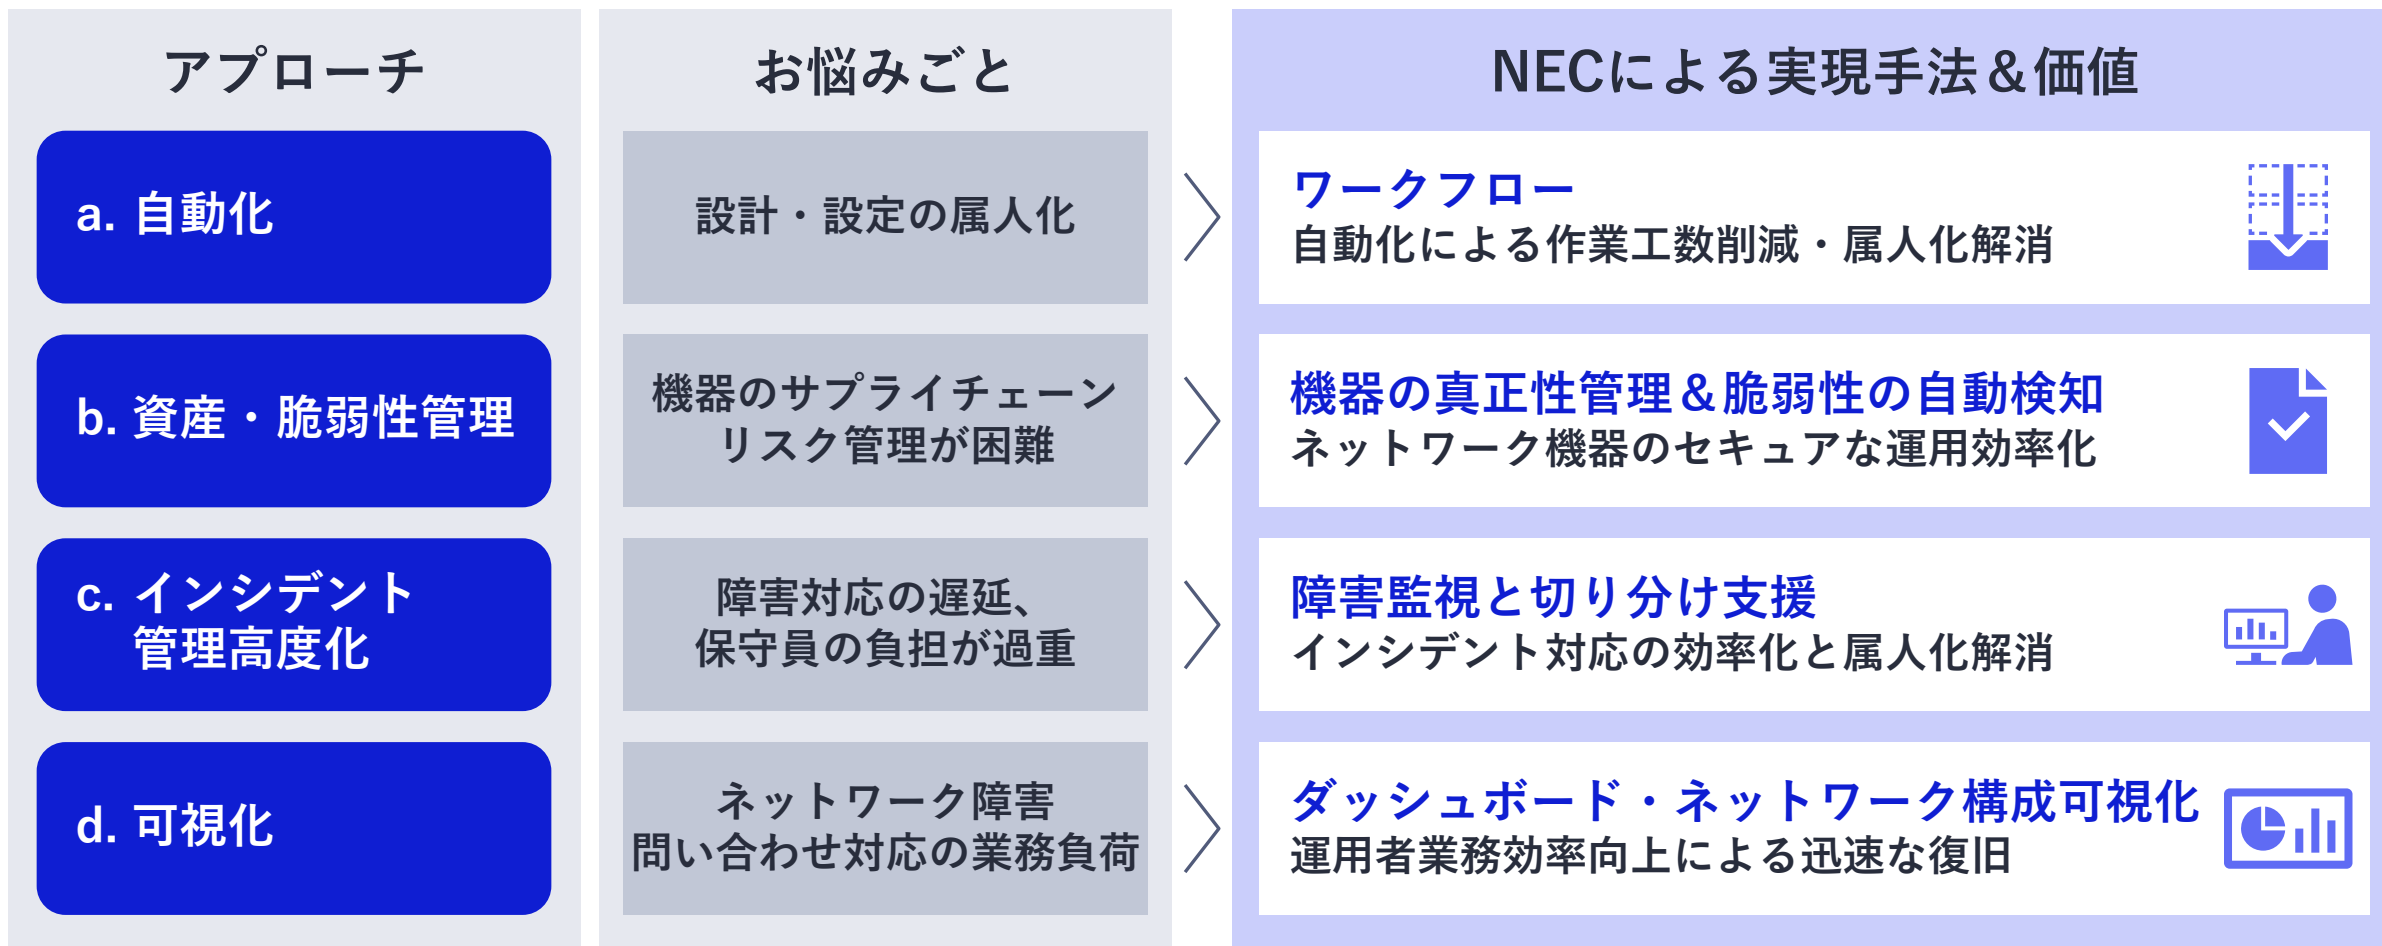 アプローチ
お悩みごと
NECによる実現手法＆価値
a. 自動化
設計・設定の属人化
ワークフロー
自動化による作業工数削減・属人化解消
b. 資産・脆弱性管理
機器のサプライチェーン
リスク管理が困難
機器の真正性管理＆脆弱性の自動検知
ネットワーク機器のセキュアな運用効率化
c. インシデント
管理高度化
障害対応の遅延、
保守員の負担が過重
障害監視と切り分け支援
インシデント対応の効率化と属人化解消
d. 可視化
ネットワーク障害
問い合わせ対応の業務負荷
ダッシュボード・ネットワーク構成可視化
運用者業務効率向上による迅速な復旧